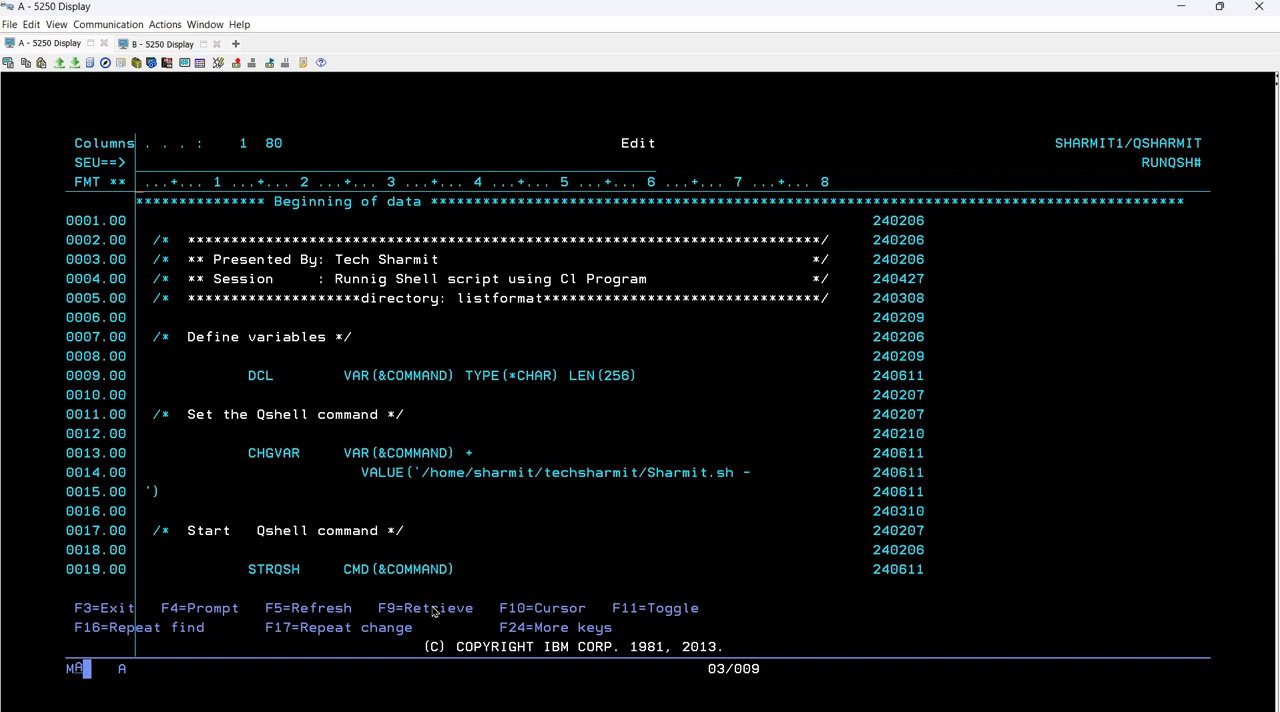 A - 5250 Display
File Edit View Communication Actions Window Help
A - 5250 Display B - 5250 Display
Columns . . . : 1 80 Edit SHARMIT1/QSHARMIT
SEU==> RUNQSH#
FMT ** ...+... 1 ...+... 2 ...+... 3 ...+... 4 ...+... 5 ...+... 6 ...+... 7 ...+... 8
*************** Beginning of data ***************************************************************************************
0001.00 240206
0002.00 /* *************************************************************************/ 240206
0003.00 /* ** Presented By: Tech Sharmit */ 240206
0004.00 /* ** Session : Runnig Shell script using Cl Program */ 240427
0005.00 /* ********************directory: listformat********************************/ 240308
0006.00 240209
0007.00 /* Define variables */ 240206
0008.00 240209
0009.00 DCL VAR(&COMMAND) TYPE(*CHAR) LEN(256) 240611
0010.00 240207
0011.00 /* Set the Qshell command */ 240207
0012.00 240210
0013.00 CHGVAR VAR(&COMMAND) + 240611
0014.00 VALUE('/home/sharmit/techsharmit/Sharmit.sh - 240611
0015.00 ') 240611
0016.00 240310
0017.00 /* Start Qshell command */ 240207
0018.00 240206
0019.00 STRQSH CMD(&COMMAND) 240611
F3=Exit F4=Prompt F5=Refresh F9=Retrieve F10=Cursor F11=Toggle
F16=Repeat find F17=Repeat change F24=More keys
(C) COPYRIGHT IBM CORP. 1981, 2013.
MA A 03/009